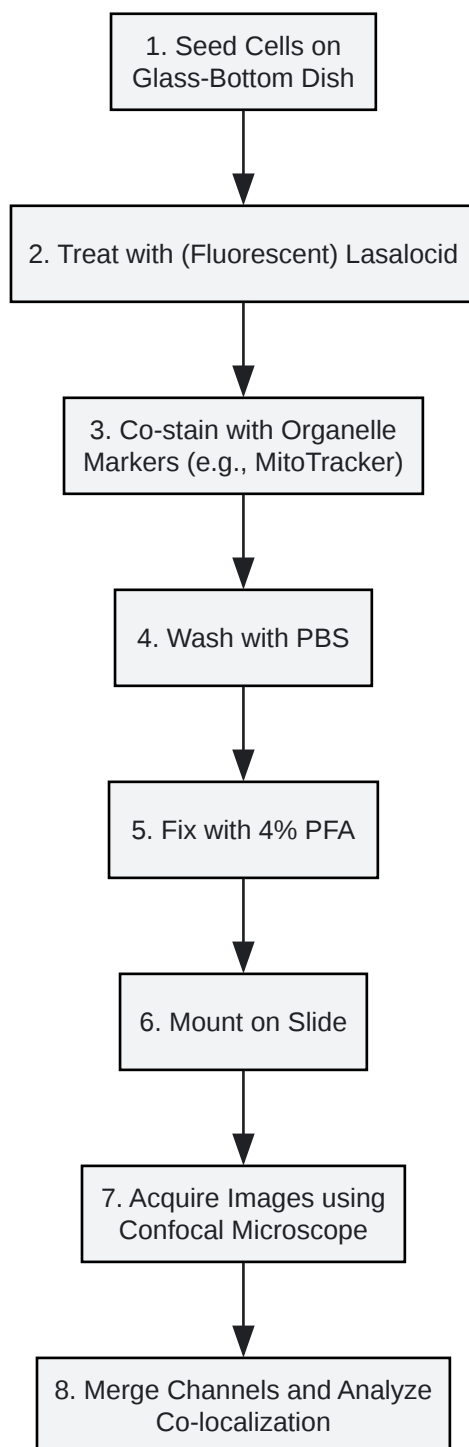 1. Seed Cells on
Glass-Bottom Dish
2. Treat with (Fluorescent) Lasalocid
3. Co-stain with Organelle
Markers (e.g., MitoTracker)
4. Wash with PBS
5. Fix with 4% PFA
6. Mount on Slide
7. Acquire Images using
Confocal Microscope
8. Merge Channels and Analyze
Co-localization